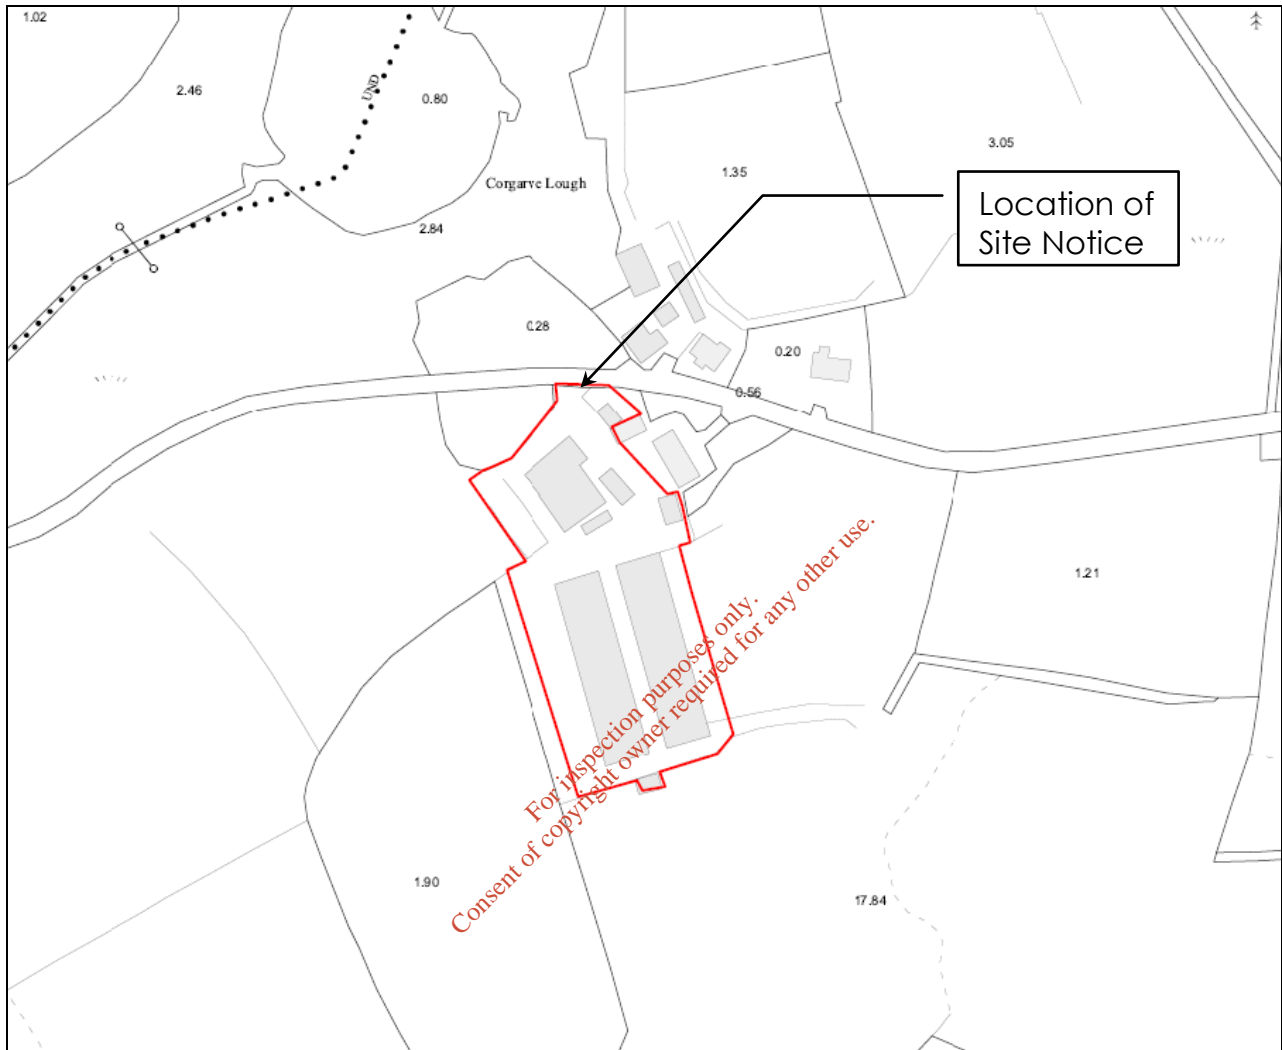 1.02
2.46
UND
0.80
Corgarve Lough
2.84
1.35
3.05
Location of
Site Notice
0.28
0.20
0.56
1.21
For inspection purposes only.
Consent of copyright owner required for any other use.
1.90
17.84